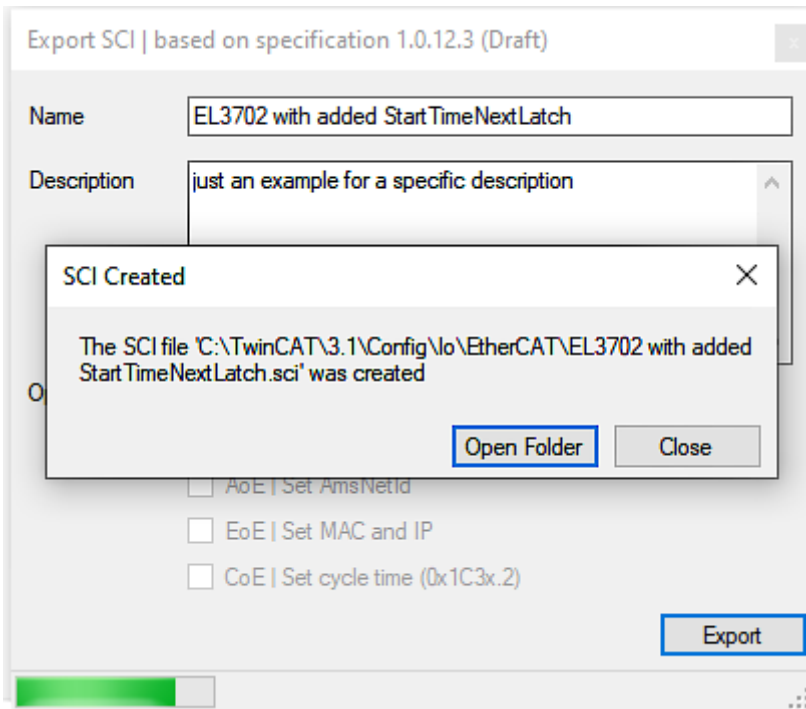 Export SCI | based on specification 1.0.12.3 (Draft)
x
Name
EL3702 with added StartTimeNextLatch
Description
just an example for a specific description
SCI Created
The SCI file 'C:\TwinCAT\3.1\Config\Io\EtherCAT\EL3702 with added
StartTimeNextLatch.sci' was created
Open Folder
Close
AoE | Set AmsNetId
EoE | Set MAC and IP
CoE | Set cycle time (0x1C3x.2)
Export